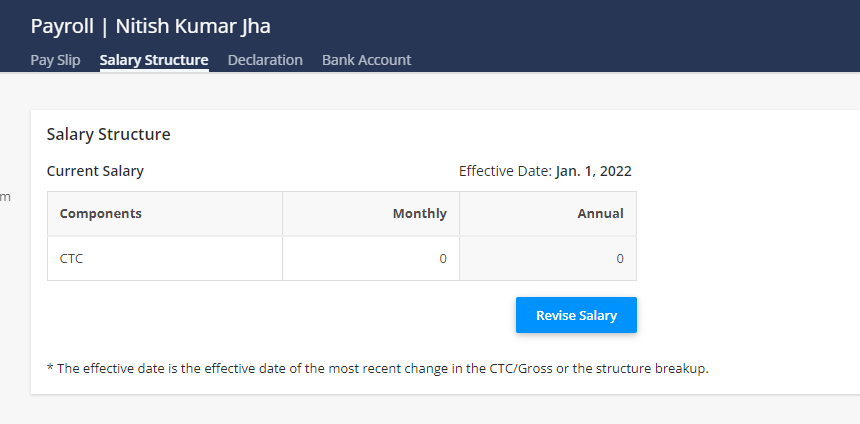 Payroll | Nitish Kumar Jha
Pay Slip Salary Structure Declaration Bank Account
Salary Structure
Current Salary Effective Date: Jan. 1, 2022
m
Components Monthly Annual
CTC 0 0
Revise Salary
* The effective date is the effective date of the most recent change in the CTC/Gross or the structure breakup.